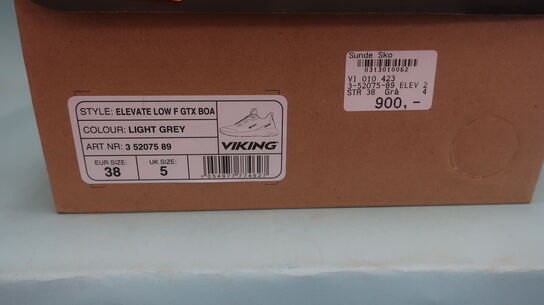 STYLE: ELEVATE LOW F GTX BOA
COLOUR: LIGHT GREY
ART NR: 3 52075 89
VIKING
EUR SIZE: UK SIZE:
38 5
Sunde Sko
0313010062
VI 010 423
3-52075-89 ELEV 2
STR 38 Grå 4
900,-